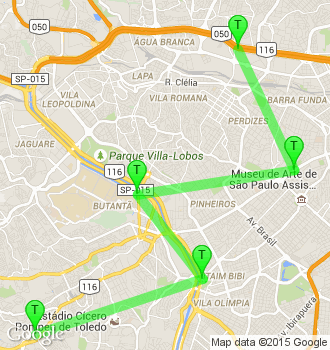 T
050
050
116
ÁGUA BRANCA
LAPA
R. Clélia
SP-015
VILA LEOPOLDINA
VILA ROMANA
BARRA FUNDA
PERDIZES
JAGUARE
Parque Villa-Lobos
T
T
116
Museu de Arte de
São Paulo Assis...
SP-015
BUTANTÃ
PINHEIROS
Av. Brasil
T
ITAIM BIBI
116
VILA OLIMPIA
Av. Ibirapuera
T
Estádio Cícero
Pompeu de Toledo
Google
Map data ©2015 Google